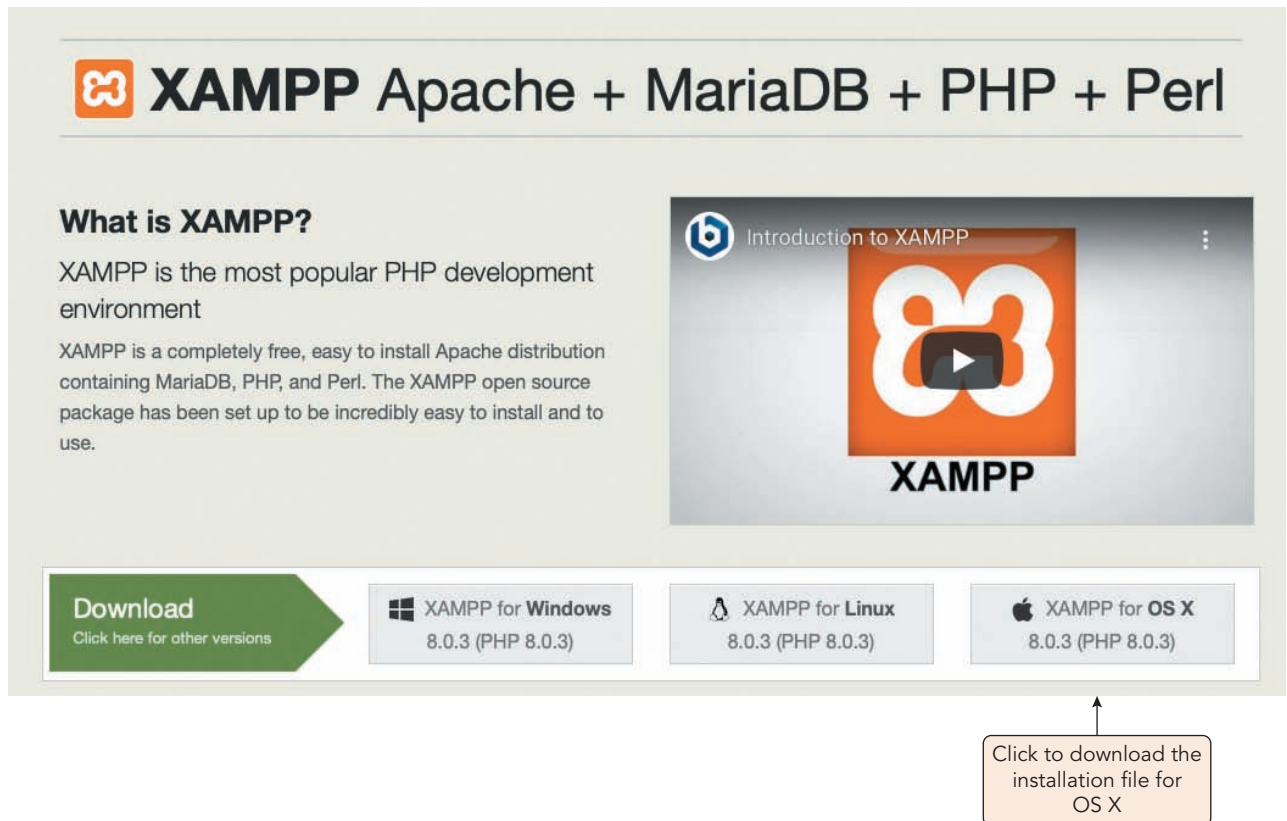 XAMPP Apache + MariaDB + PHP + Perl
What is XAMPP?
XAMPP is the most popular PHP development
environment
XAMPP is a completely free, easy to install Apache distribution
containing MariaDB, PHP, and Perl. The XAMPP open source
package has been set up to be incredibly easy to install and to
use.
Introduction to XAMPP
XAMPP
Download
Click here for other versions
XAMPP for Windows
8.0.3 (PHP 8.0.3)
XAMPP for Linux
8.0.3 (PHP 8.0.3)
XAMPP for OS X
8.0.3 (PHP 8.0.3)
Click to download the
installation file for
OS X